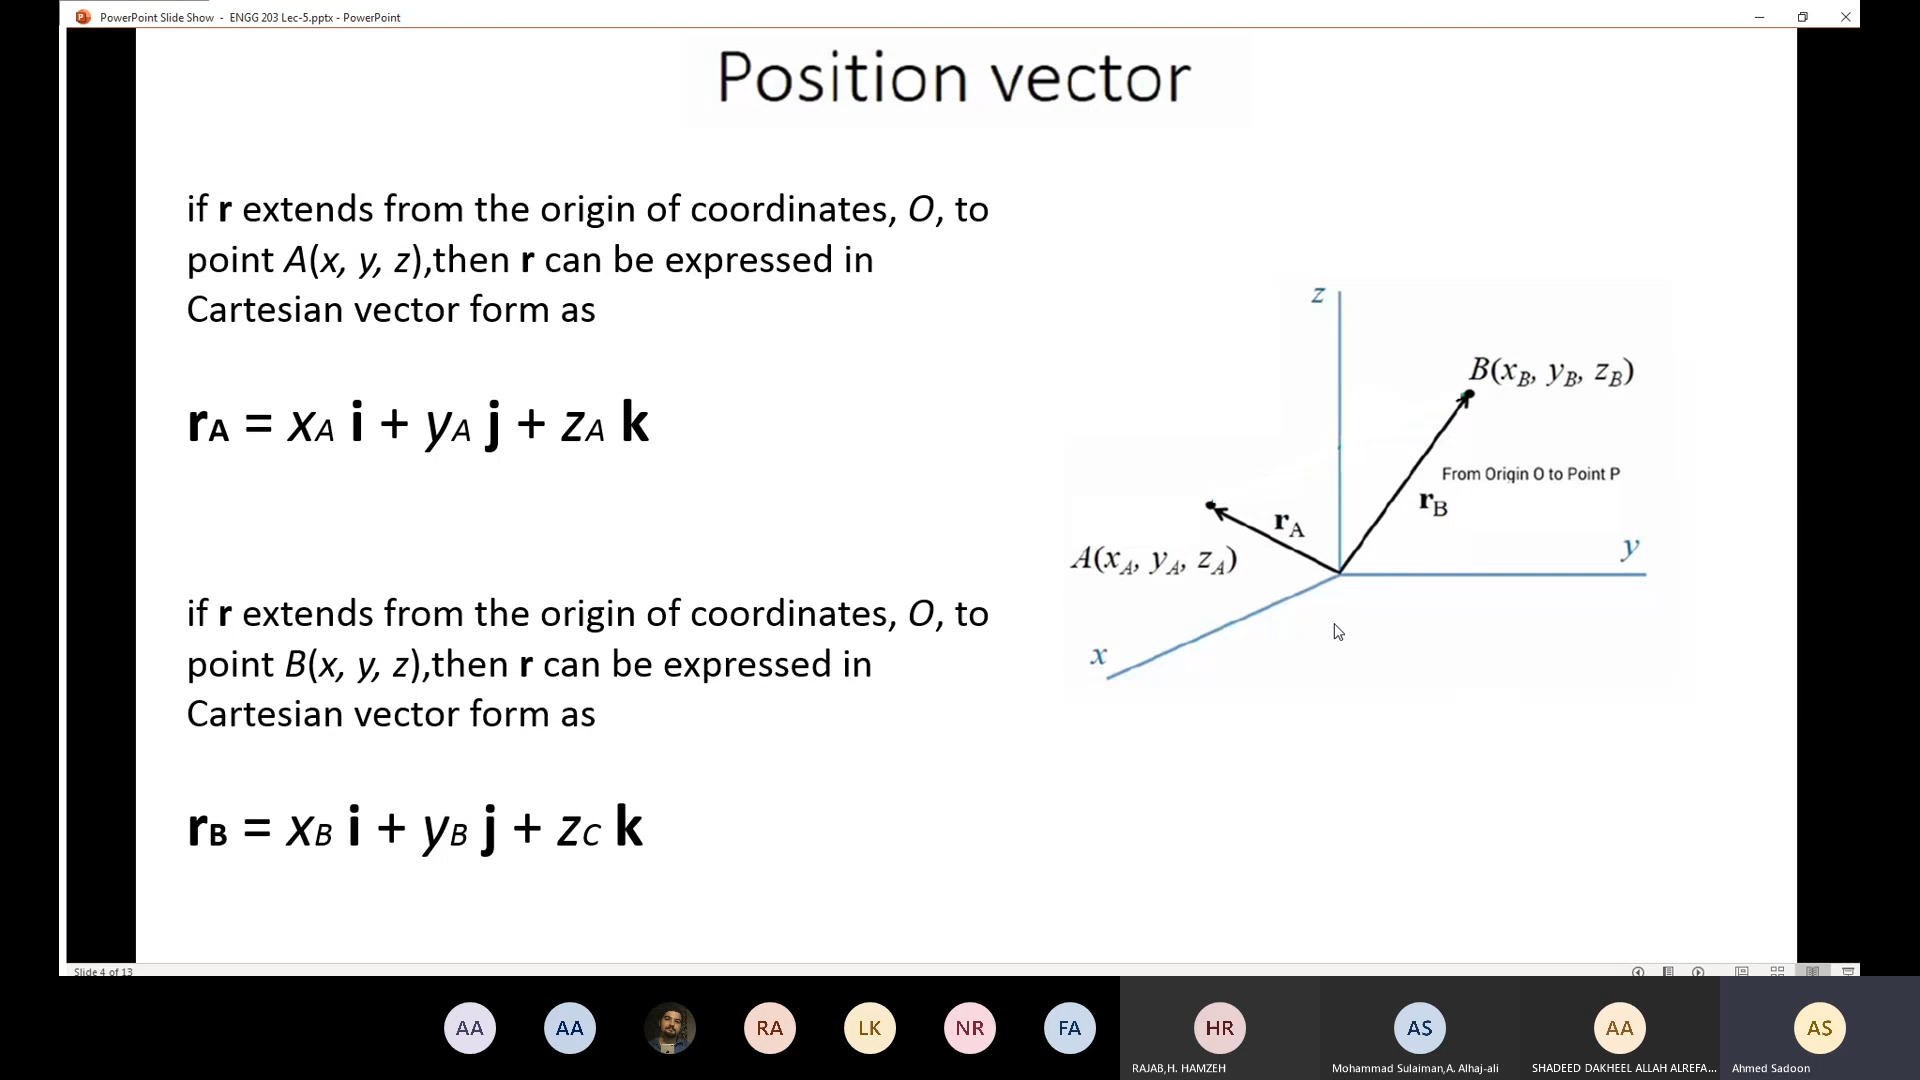 PowerPoint Slide Show - ENGG 203 Lec-5.pptx - PowerPoint
Position vector
if r extends from the origin of coordinates, O, to
point A(x, y, z),then r can be expressed in
Cartesian vector form as
rA = xA i + yA j + zA k
if r extends from the origin of coordinates, O, to
point B(x, y, z),then r can be expressed in
Cartesian vector form as
rB = xB i + yB j + zC k
z
B(xB, yB, zB)
From Origin O to Point P
rB
rA
A(xA, yA, zA)
y
x
Slide 4 of 13
AA
AA
RA
LK
NR
FA
HR
AS
AA
AS
RAJAB,H. HAMZEH
Mohammad Sulaiman,A. Alhaj-ali
SHADEED DAKHEEL ALLAH ALREFA...
Ahmed Sadoon